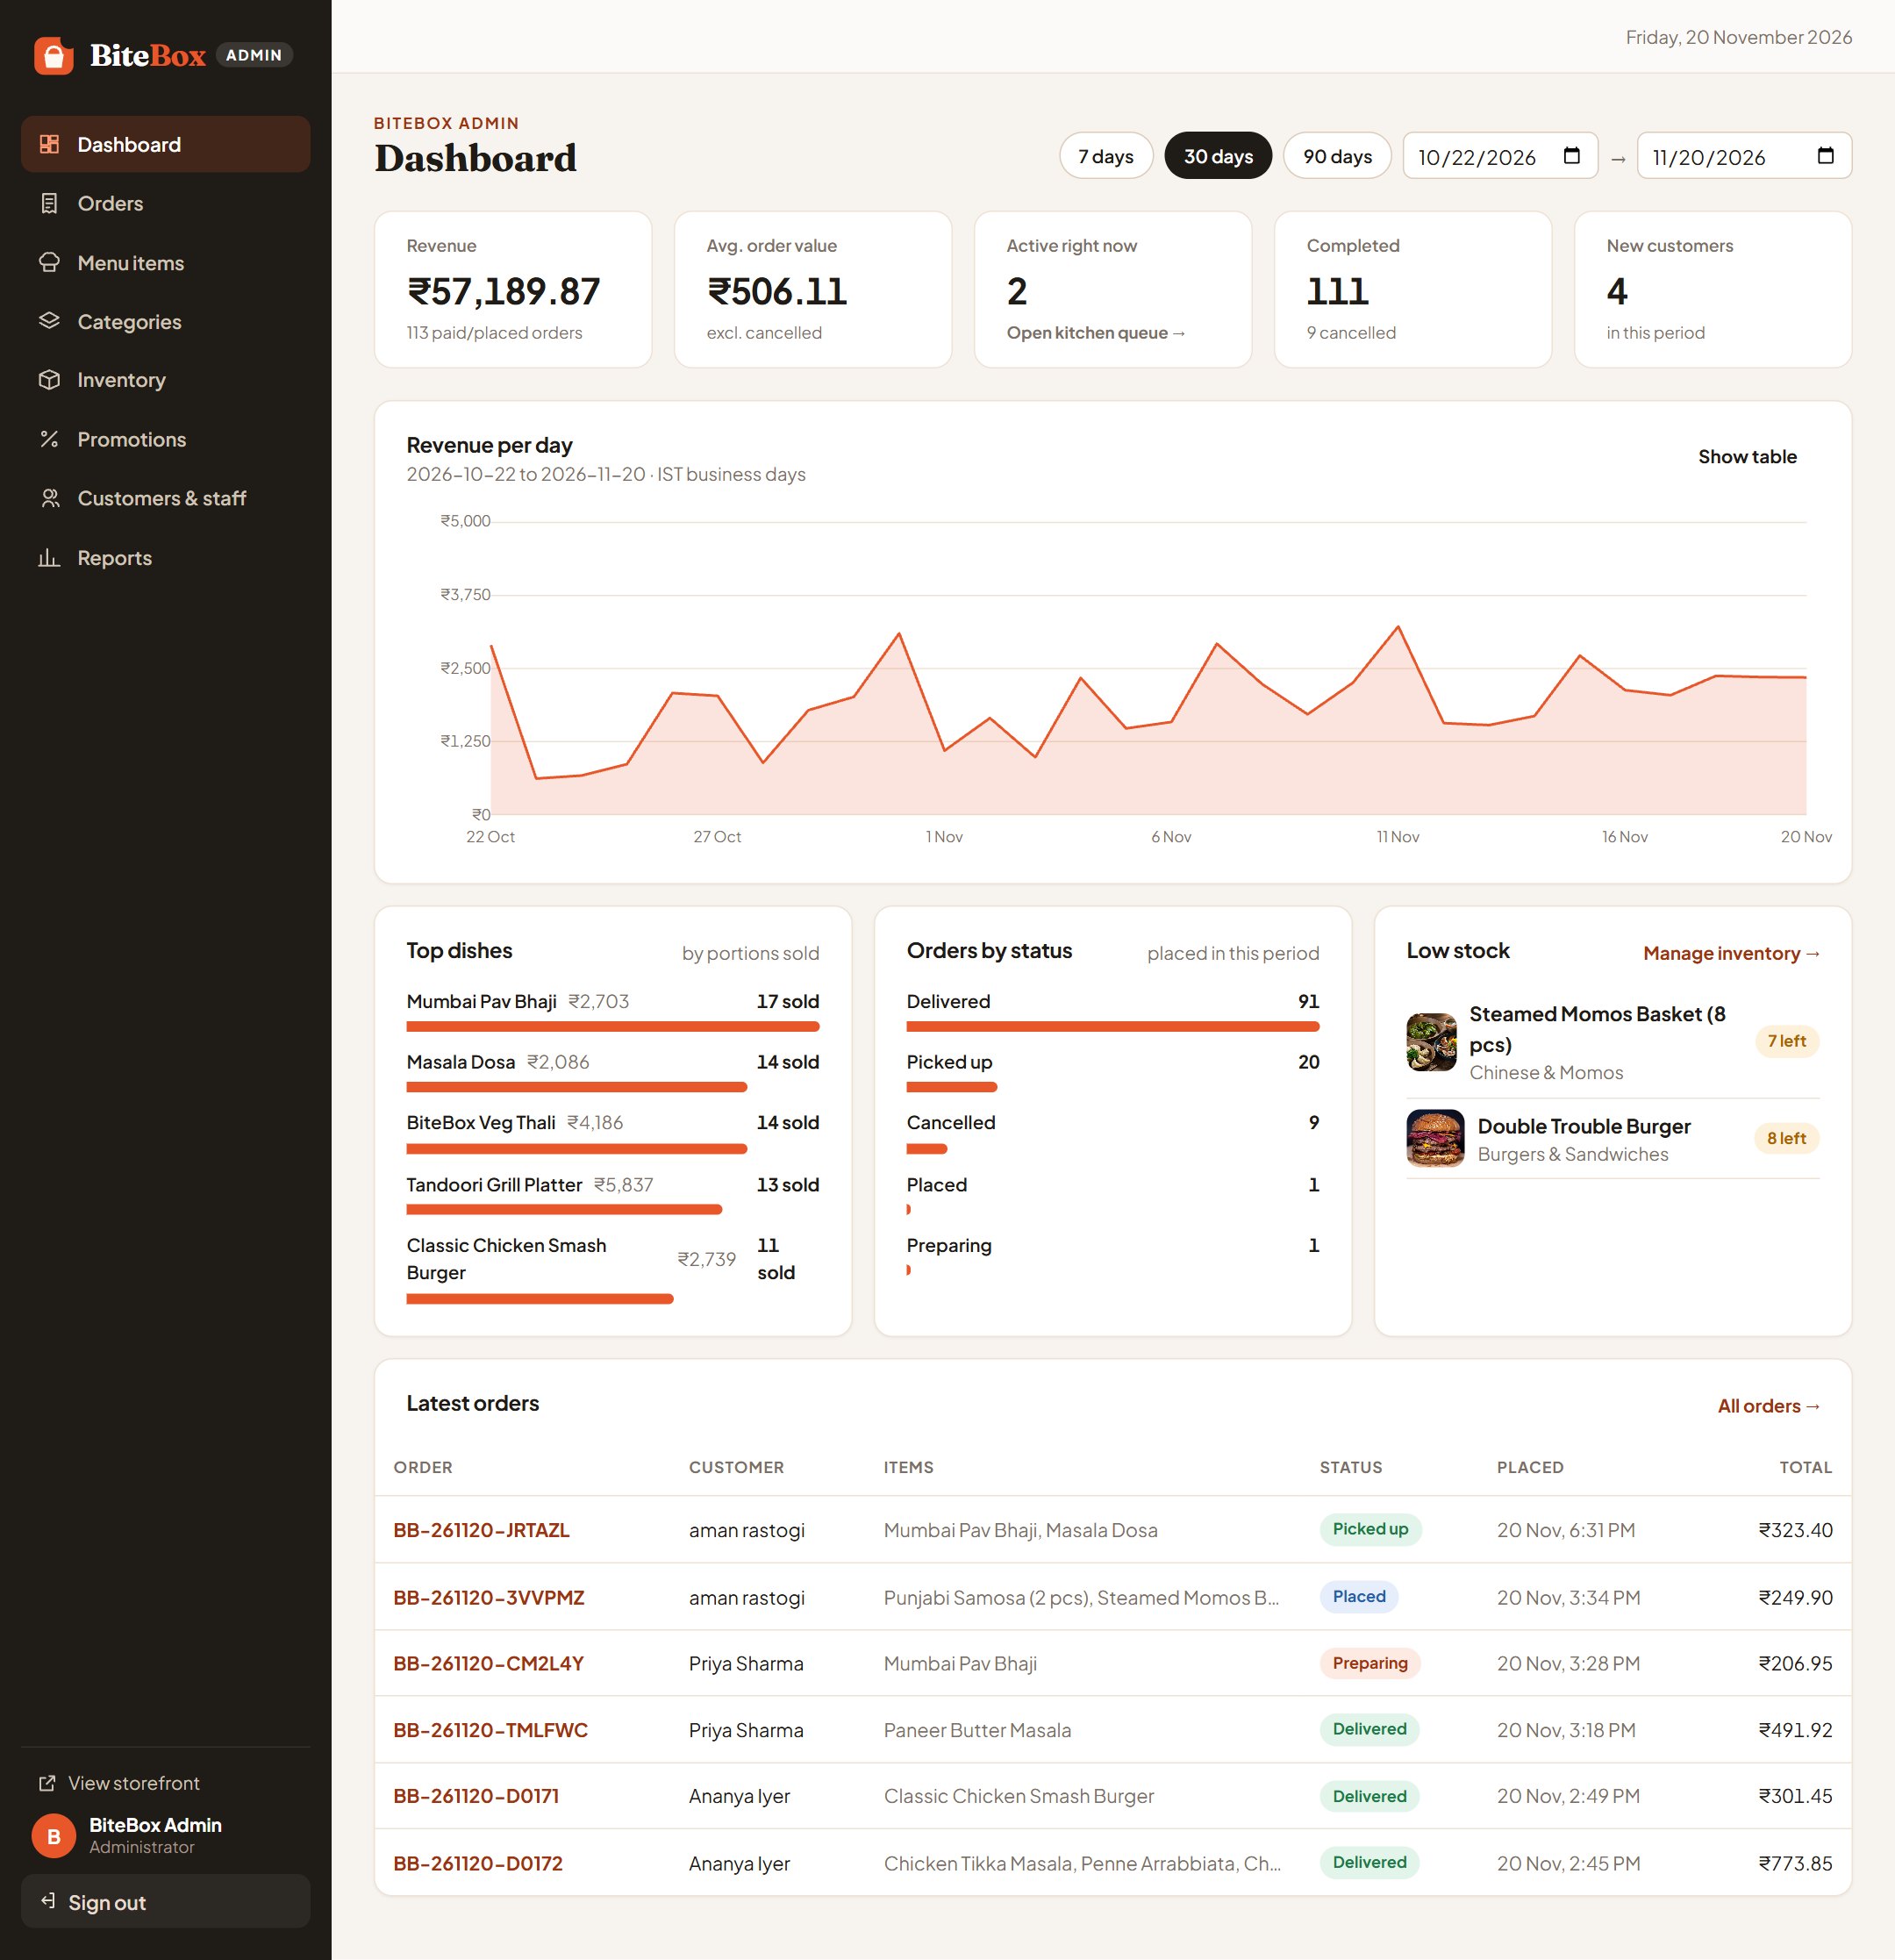 BiteBox ADMIN
Dashboard
Orders
Menu items
Categories
Inventory
Promotions
Customers & staff
Reports
View storefront
B
BiteBox Admin
Administrator
Sign out
Friday, 20 November 2026
BITEBOX ADMIN
Dashboard
7 days 30 days 90 days 10/22/2026 → 11/20/2026
Revenue
₹57,189.87
113 paid/placed orders
Avg. order value
₹506.11
excl. cancelled
Active right now
2
Open kitchen queue →
Completed
111
9 cancelled
New customers
4
in this period
Revenue per day
2026-10-22 to 2026-11-20 · IST business days
Show table
₹5,000
₹3,750
₹2,500
₹1,250
₹0
22 Oct 27 Oct 1 Nov 6 Nov 11 Nov 16 Nov 20 Nov
Top dishes by portions sold
Mumbai Pav Bhaji ₹2,703 17 sold
Masala Dosa ₹2,086 14 sold
BiteBox Veg Thali ₹4,186 14 sold
Tandoori Grill Platter ₹5,837 13 sold
Classic Chicken Smash
Burger
₹2,739
11
sold
Orders by status placed in this period
Delivered 91
Picked up 20
Cancelled 9
Placed 1
Preparing 1
Low stock Manage inventory →
Steamed Momos Basket (8
pcs)
Chinese & Momos
7 left
Double Trouble Burger
Burgers & Sandwiches
8 left
Latest orders All orders →
ORDER CUSTOMER ITEMS STATUS PLACED TOTAL
BB-261120-JRTAZL aman rastogi Mumbai Pav Bhaji, Masala Dosa Picked up 20 Nov, 6:31 PM ₹323.40
BB-261120-3VVPMZ aman rastogi Punjabi Samosa (2 pcs), Steamed Momos B... Placed 20 Nov, 3:34 PM ₹249.90
BB-261120-CM2L4Y Priya Sharma Mumbai Pav Bhaji Preparing 20 Nov, 3:28 PM ₹206.95
BB-261120-TMLFWC Priya Sharma Paneer Butter Masala Delivered 20 Nov, 3:18 PM ₹491.92
BB-261120-D0171 Ananya Iyer Classic Chicken Smash Burger Delivered 20 Nov, 2:49 PM ₹301.45
BB-261120-D0172 Ananya Iyer Chicken Tikka Masala, Penne Arrabbiata, Ch... Delivered 20 Nov, 2:45 PM ₹773.85